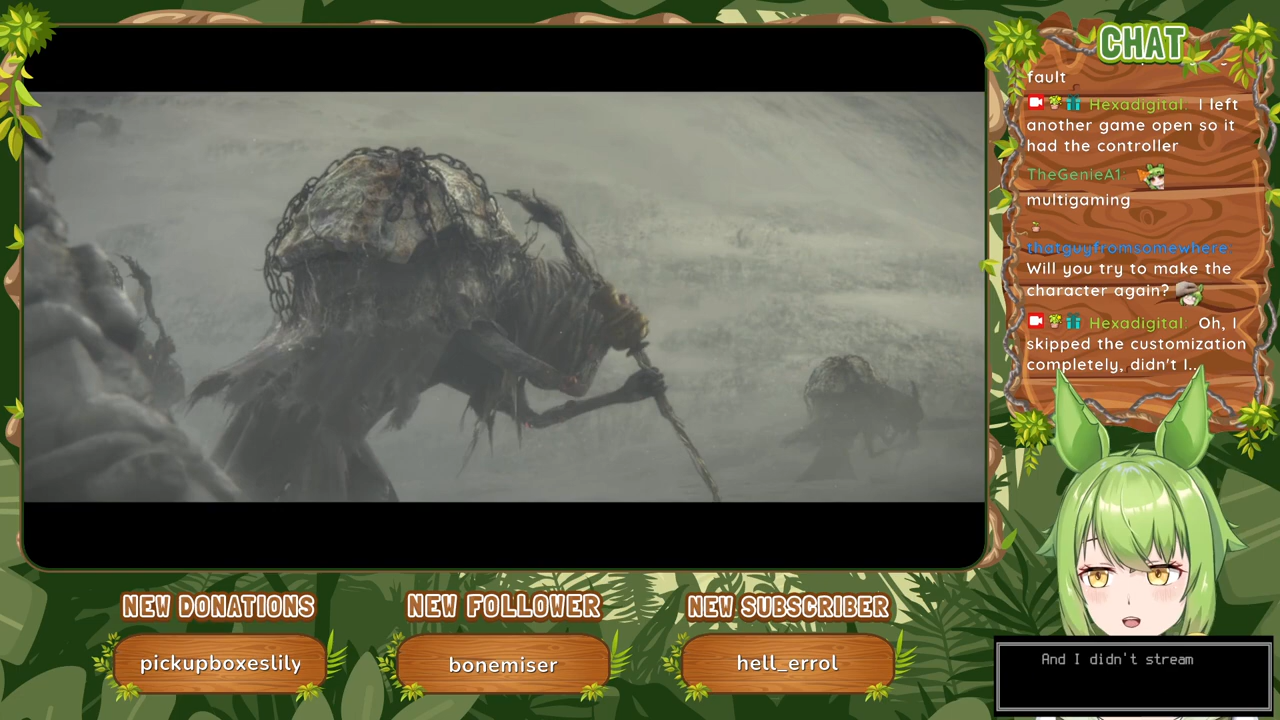 CHAT
fault
Hexadigital: I left
another game open so it
had the controller
TheGenieA1:
multigaming
thatguyfromsomewhere:
Will you try to make the
character again?
Hexadigital: Oh, I
skipped the customization
completely, didn't I..
NEW DONATIONS
NEW FOLLOWER
NEW SUBSCRIBER
pickupboxeslily
bonemiser
hell_errol
And I didn't stream